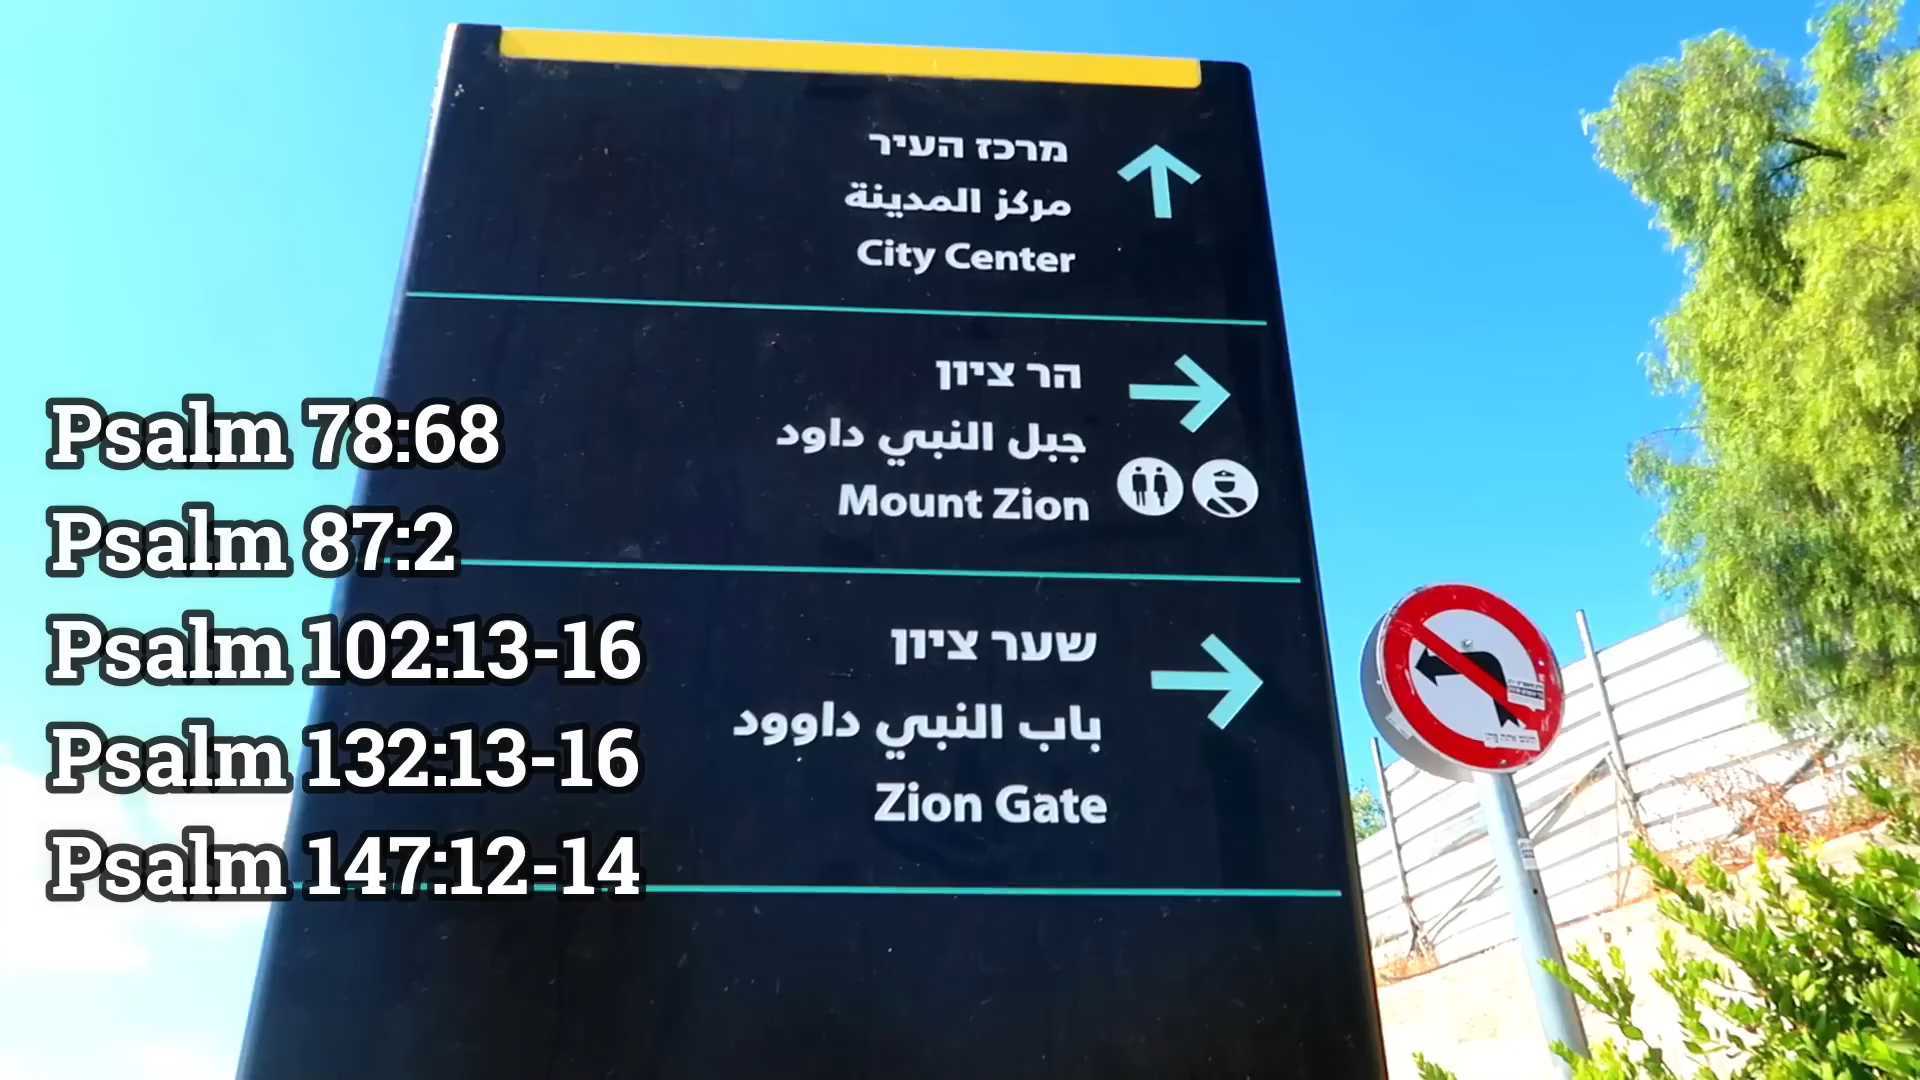 מרכז העיר
مركز المدينة
City Center
הר ציון
جبل النبي داود
Mount Zion
שער ציון
باب النبي داوود
Zion Gate
Psalm 78:68
Psalm 87:2
Psalm 102:13-16
Psalm 132:13-16
Psalm 147:12-14